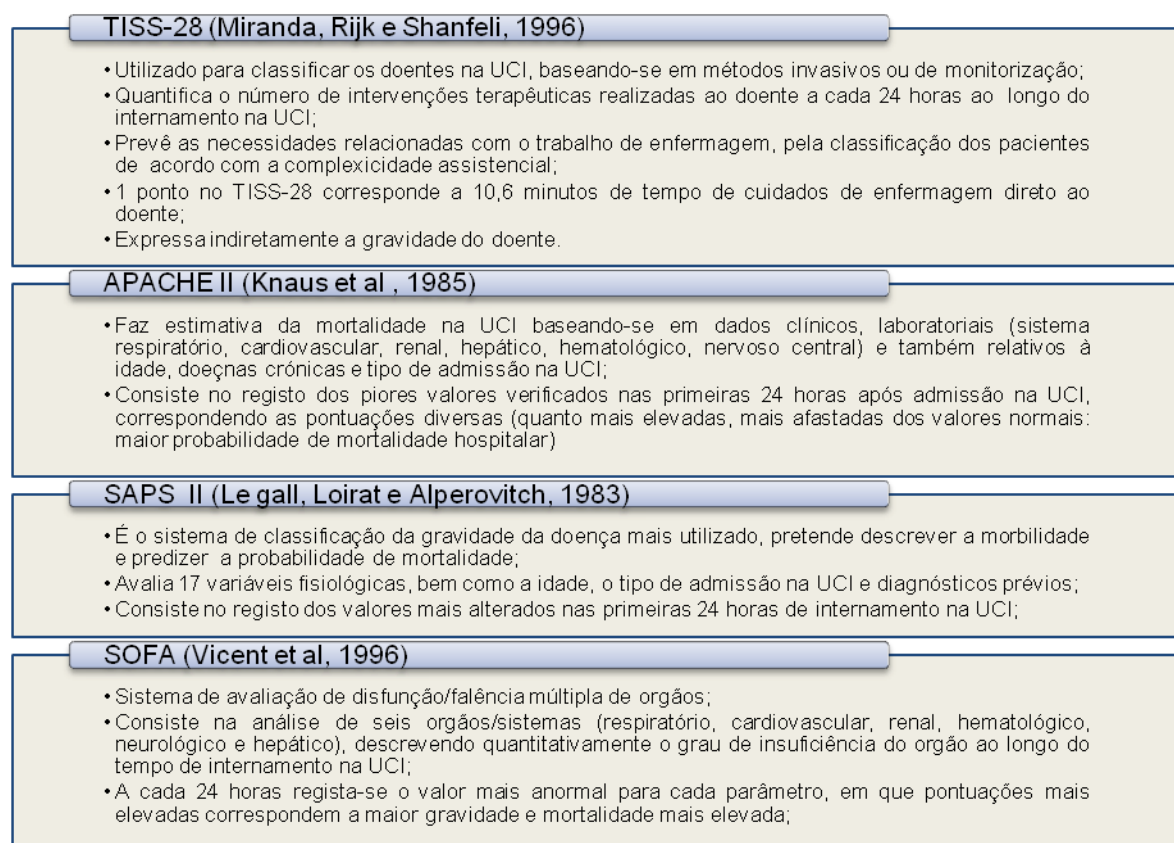 TISS-28 (Miranda, Rijk e Shanfeli, 1996)
• Utilizado para classificar os doentes na UCI, baseando-se em métodos invasivos ou de monitorização;
• Quantifica o número de intervenções terapêuticas realizadas ao doente a cada 24 horas ao longo do
internamento na UCI;
• Prevê as necessidades relacionadas com o trabalho de enfermagem, pela classificação dos pacientes
de acordo com a complexicidade assistencial;
• 1 ponto no TISS-28 corresponde a 10,6 minutos de tempo de cuidados de enfermagem direto ao
doente;
• Expressa indiretamente a gravidade do doente.
APACHE II (Knaus et al , 1985)
• Faz estimativa da mortalidade na UCI baseando-se em dados clínicos, laboratoriais (sistema
respiratório, cardiovascular, renal, hepático, hematológico, nervoso central) e também relativos à
idade, doeçnas crónicas e tipo de admissão na UCI;
• Consiste no registo dos piores valores verificados nas primeiras 24 horas após admissão na UCI,
correspondendo as pontuações diversas (quanto mais elevadas, mais afastadas dos valores normais:
maior probabilidade de mortalidade hospitalar)
SAPS II (Le gall, Loirat e Alperovitch, 1983)
• É o sistema de classificação da gravidade da doença mais utilizado, pretende descrever a morbilidade
e predizer a probabilidade de mortalidade;
• Avalia 17 variáveis fisiológicas, bem como a idade, o tipo de admissão na UCI e diagnósticos prévios;
• Consiste no registo dos valores mais alterados nas primeiras 24 horas de internamento na UCI;
SOFA (Vicent et al, 1996)
• Sistema de avaliação de disfunção/falência múltipla de orgãos;
• Consiste na análise de seis orgãos/sistemas (respiratório, cardiovascular, renal, hematológico,
neurológico e hepático), descrevendo quantitativamente o grau de insuficiência do orgão ao longo do
tempo de internamento na UCI;
• A cada 24 horas regista-se o valor mais anormal para cada parâmetro, em que pontuações mais
elevadas correspondem a maior gravidade e mortalidade mais elevada;